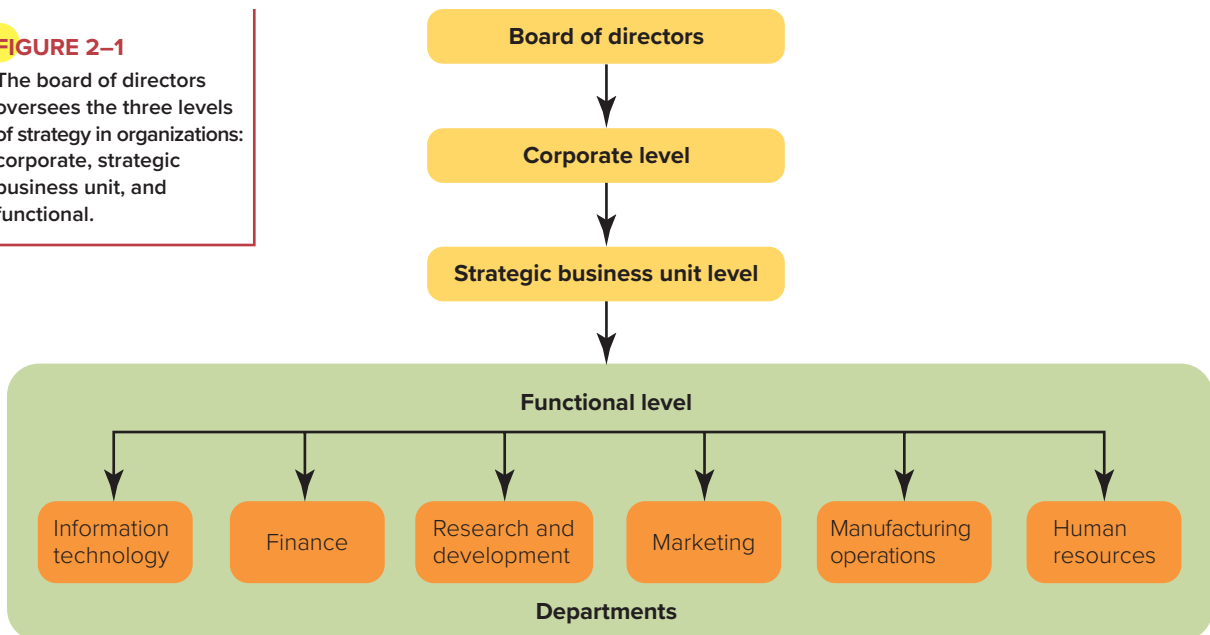 FIGURE 2–1
The board of directors
oversees the three levels
of strategy in organizations:
corporate, strategic
business unit, and
functional.
Board of directors
Corporate level
Strategic business unit level
Functional level
Information
technology
Finance
Research and
development
Marketing
Manufacturing
operations
Human
resources
Departments